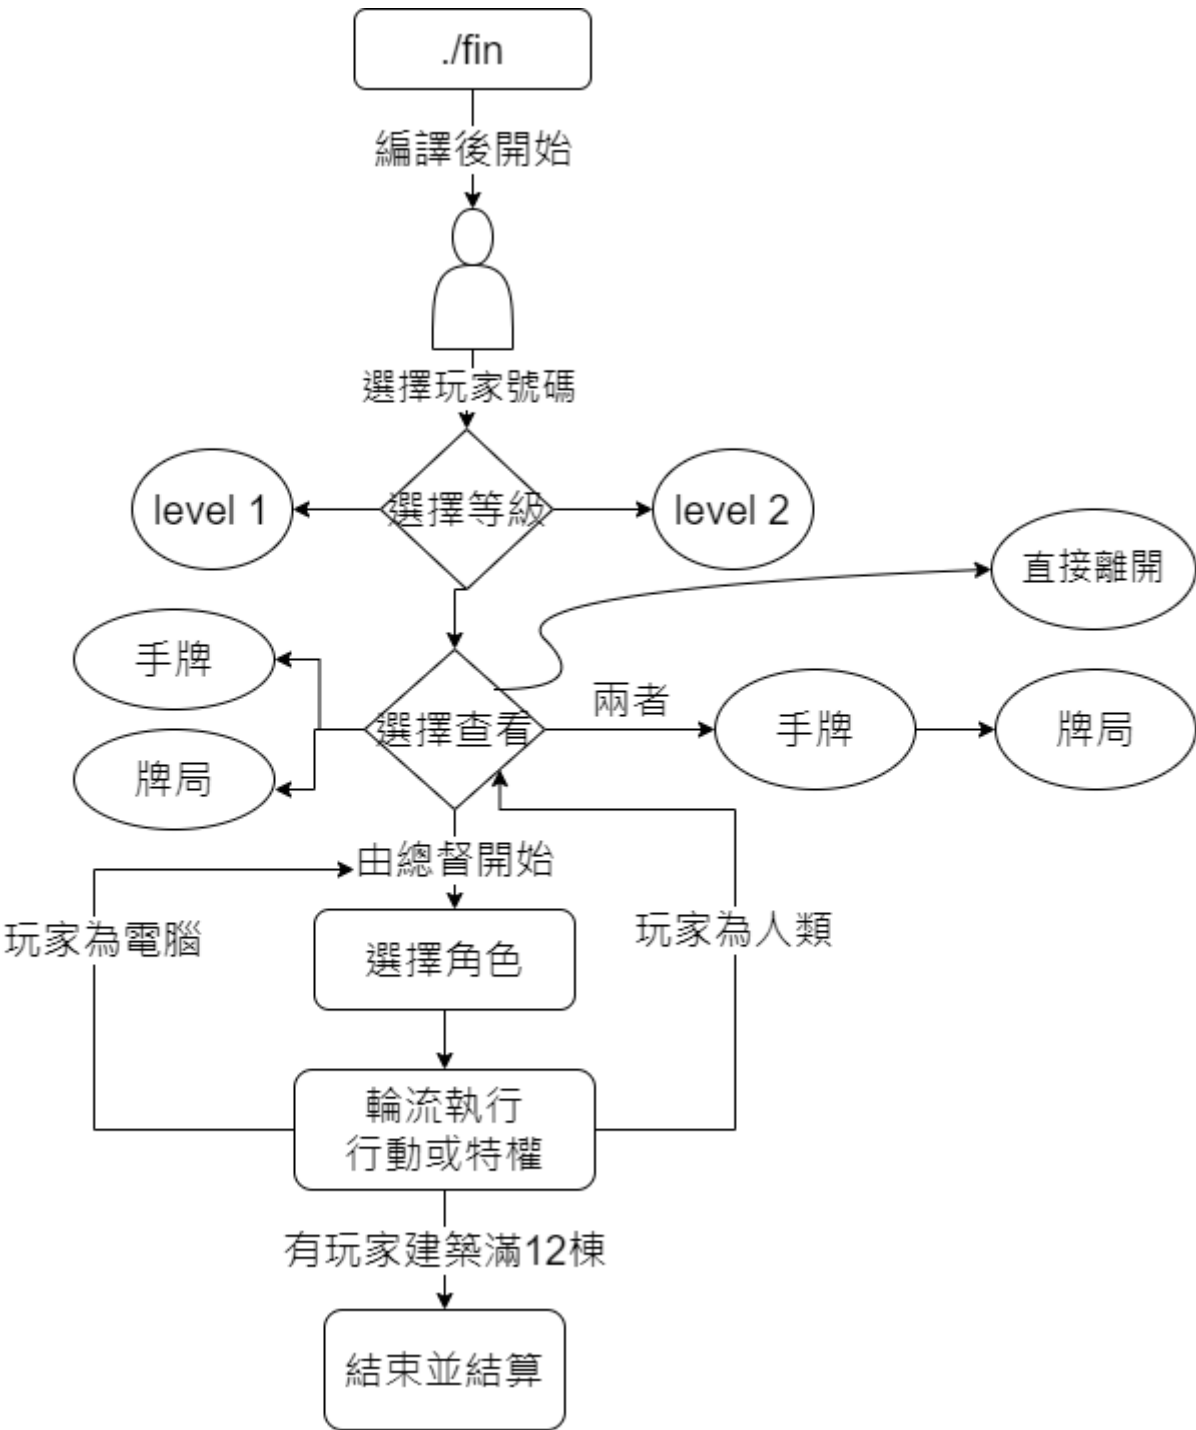 ./fin
編譯後開始
選擇玩家號碼
level 1
選擇等級
level 2
直接離開
手牌
牌局
選擇查看
兩者
手牌
牌局
由總督開始
玩家為電腦
玩家為人類
選擇角色
輪流執行
行動或特權
有玩家建築滿12棟
結束並結算